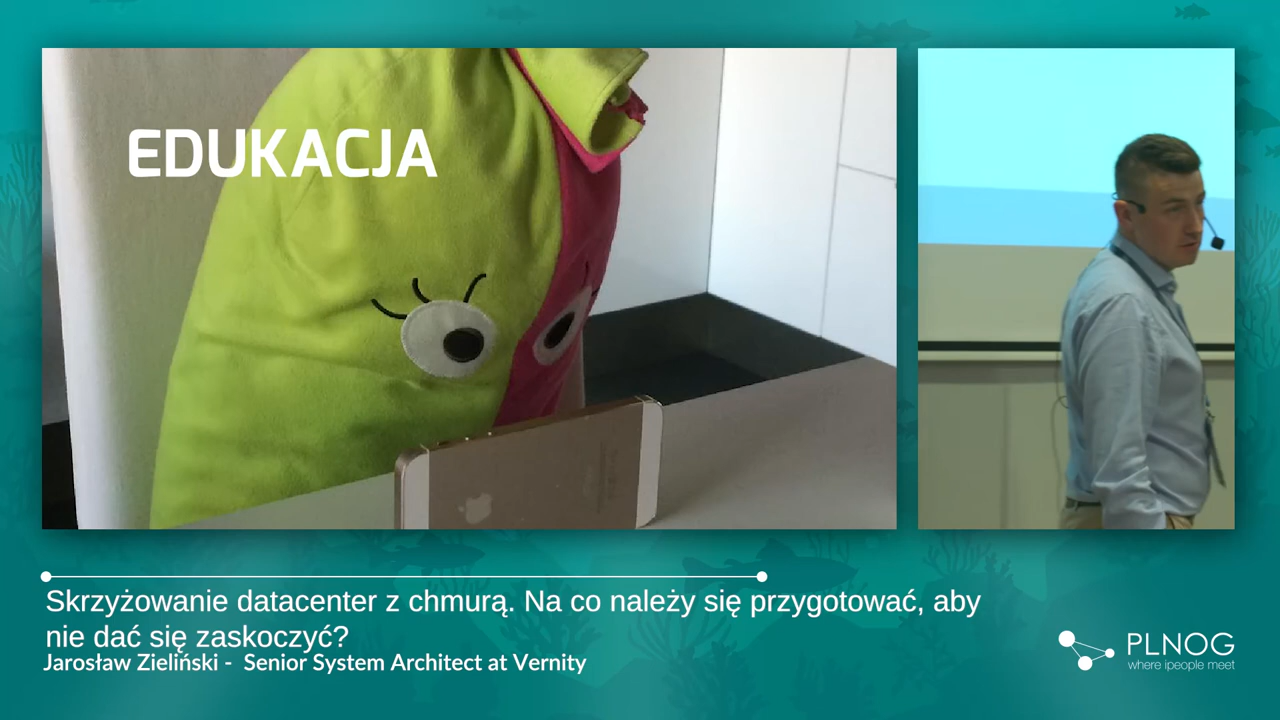 EDUKACJA
Skrzyżowanie datacenter z chmurą. Na co należy się przygotować, aby
nie dać się zaskoczyć?
Jarosław Zieliński - Senior System Architect at Vernity
PLNOG
where ipeople meet